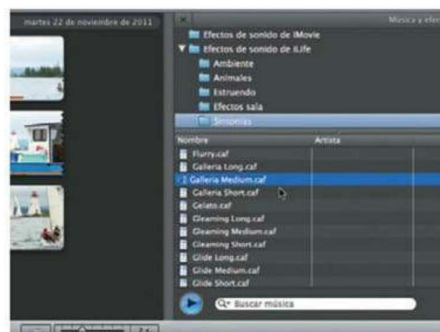 martes 22 de noviembre de 2011
Música y efe
Efectos de sonido de iMovie
Efectos de sonido de iLife
Ambiente
Animales
Estruendo
Efectos sala
Sintonías
Nombre Artista
Flurry.caf
Galleria Long.caf
Galleria Medium.caf
Galleria Short.caf
Gelato.caf
Gleaming Long.caf
Gleaming Medium.caf
Gleaming Short.caf
Glide Long.caf
Glide Medium.caf
Glide Short.caf
Buscar música